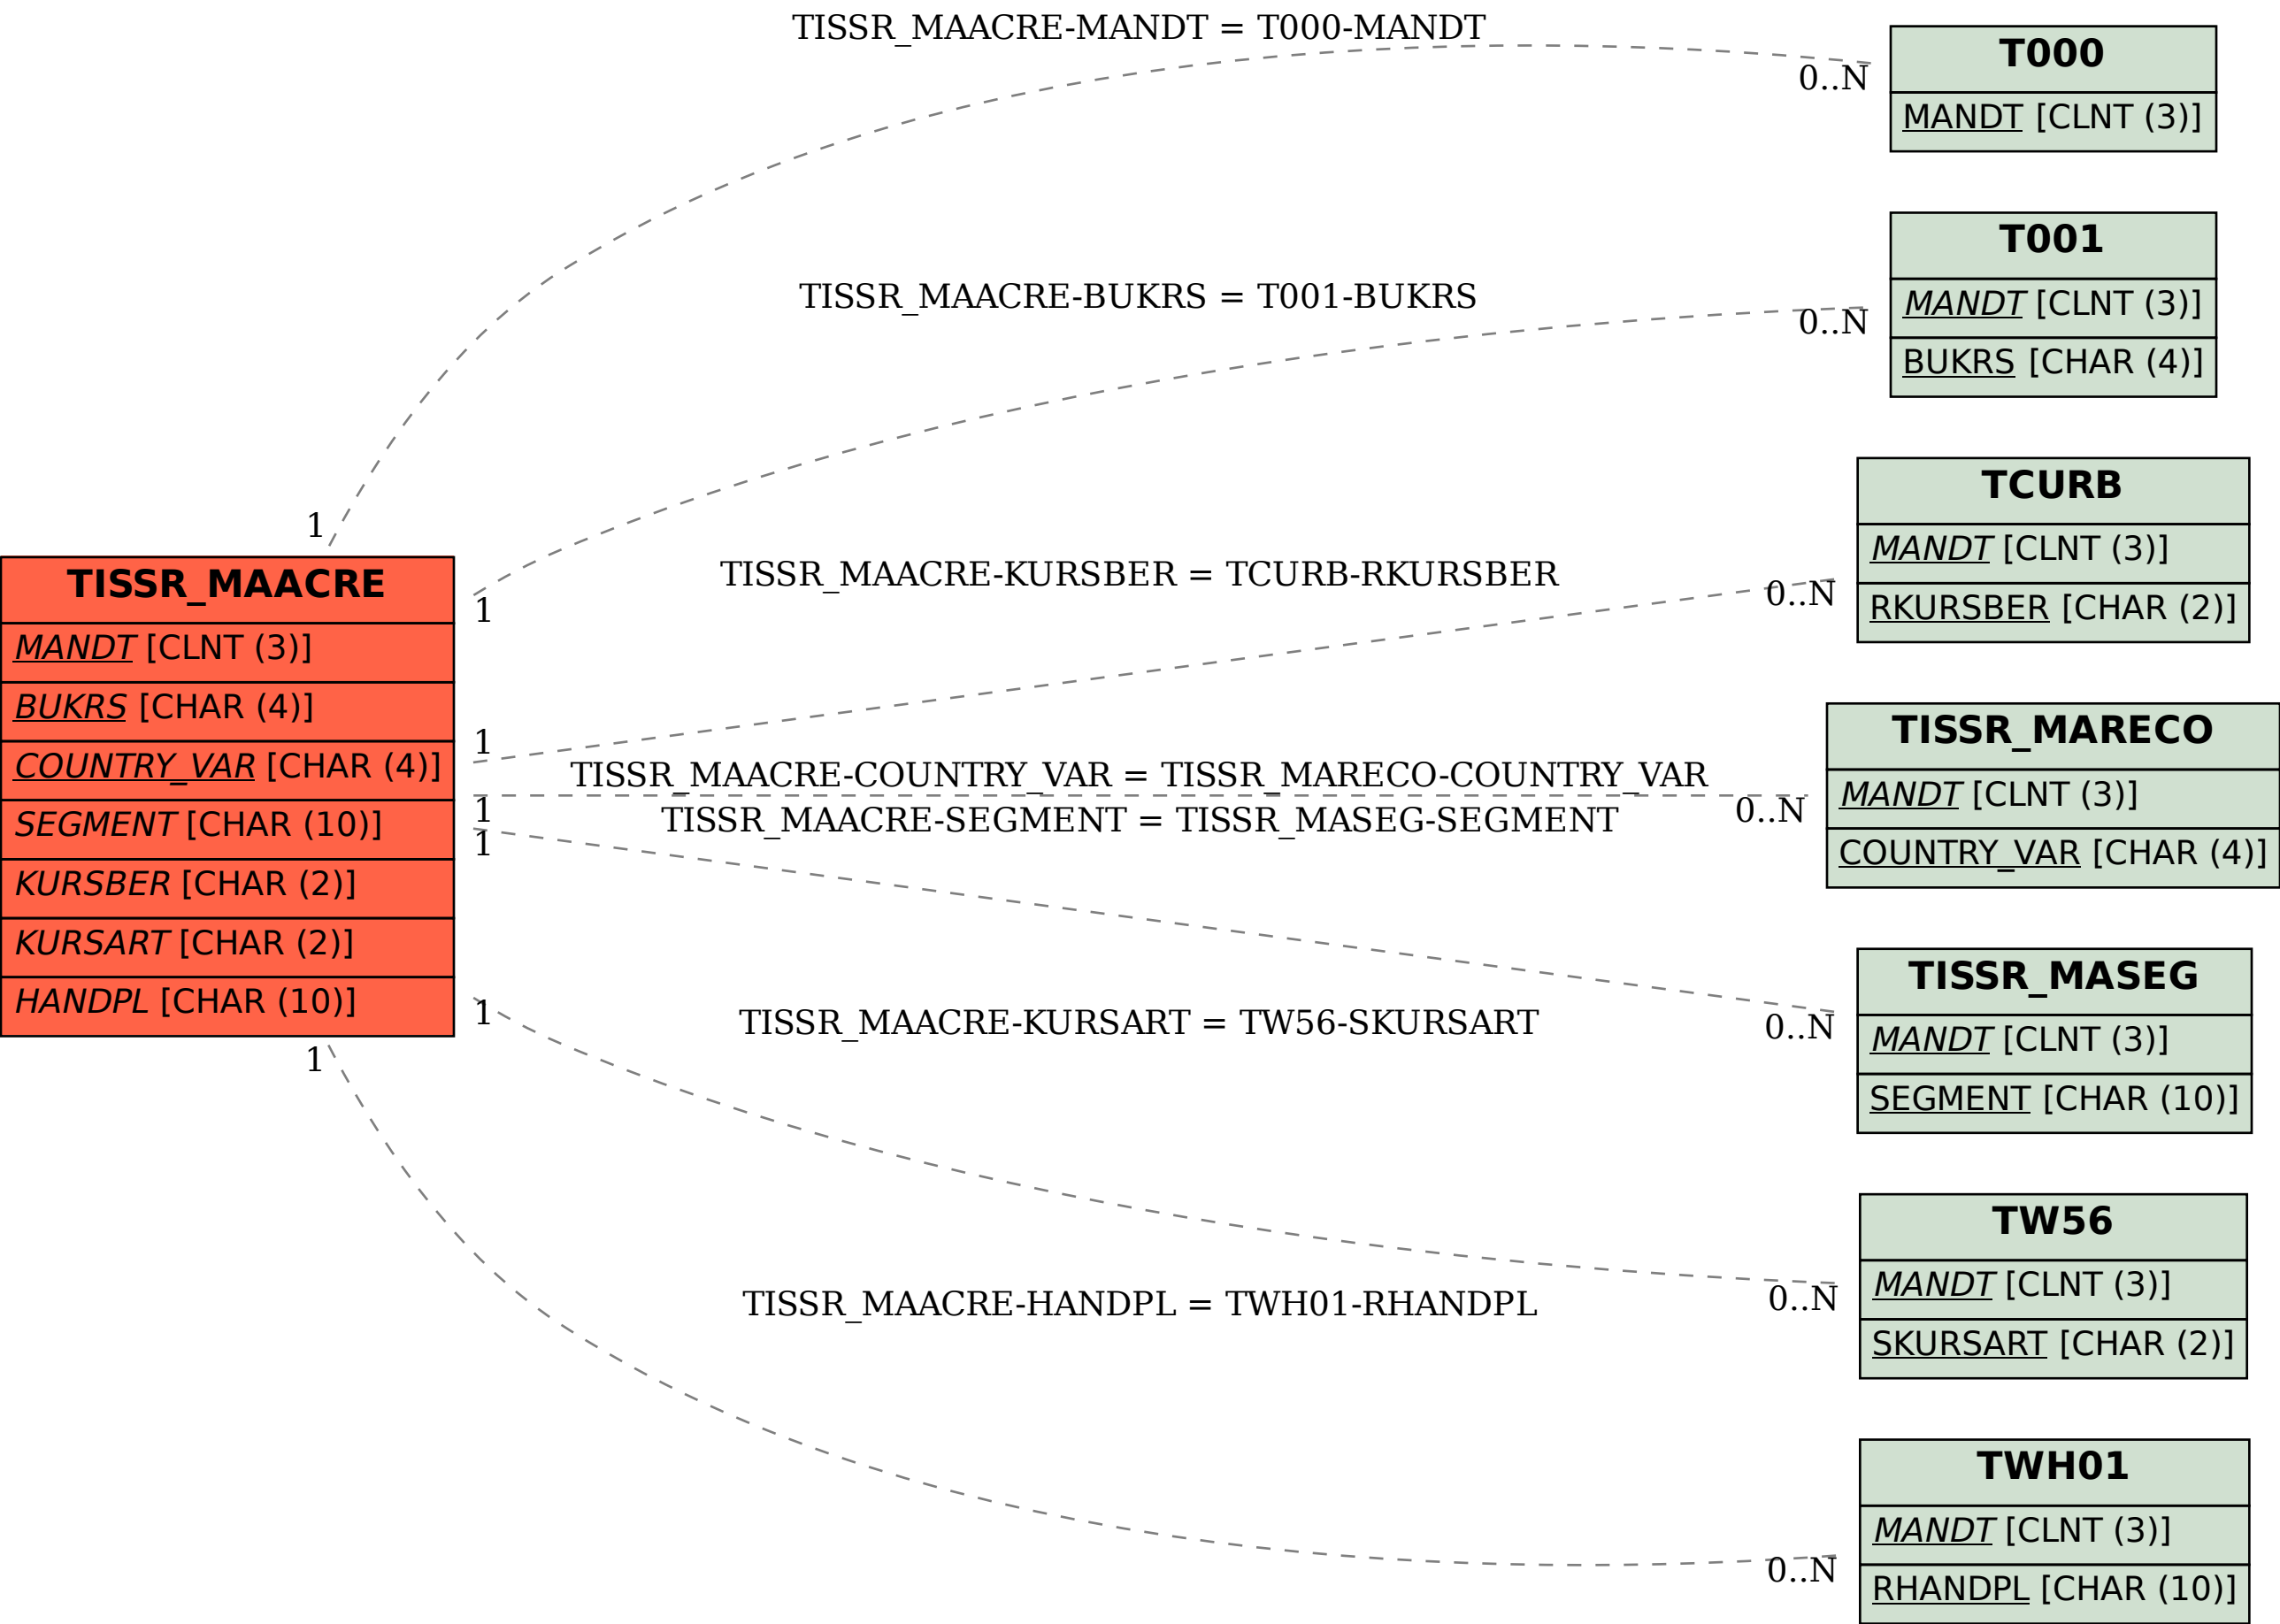 TISSR_MAACRE-MANDT = T000-MANDT
0..N
T000
MANDT [CLNT (3)]
TISSR_MAACRE-BUKRS = T001-BUKRS
0..N
T001
MANDT [CLNT (3)]
BUKRS [CHAR (4)]
1
1
TISSR_MAACRE-KURSBER = TCURB-RKURSBER
0..N
TCURB
MANDT [CLNT (3)]
RKURSBER [CHAR (2)]
TISSR_MAACRE
MANDT [CLNT (3)]
BUKRS [CHAR (4)]
COUNTRY_VAR [CHAR (4)]
SEGMENT [CHAR (10)]
KURSBER [CHAR (2)]
KURSART [CHAR (2)]
HANDPL [CHAR (10)]
1
TISSR_MAACRE-COUNTRY_VAR = TISSR_MARECO-COUNTRY_VAR
1
0..N
TISSR_MARECO
MANDT [CLNT (3)]
COUNTRY_VAR [CHAR (4)]
TISSR_MAACRE-SEGMENT = TISSR_MASEG-SEGMENT
1
0..N
TISSR_MASEG
MANDT [CLNT (3)]
SEGMENT [CHAR (10)]
1
TISSR_MAACRE-KURSART = TW56-SKURSART
0..N
TW56
MANDT [CLNT (3)]
SKURSART [CHAR (2)]
1
TISSR_MAACRE-HANDPL = TWH01-RHANDPL
0..N
TWH01
MANDT [CLNT (3)]
RHANDPL [CHAR (10)]